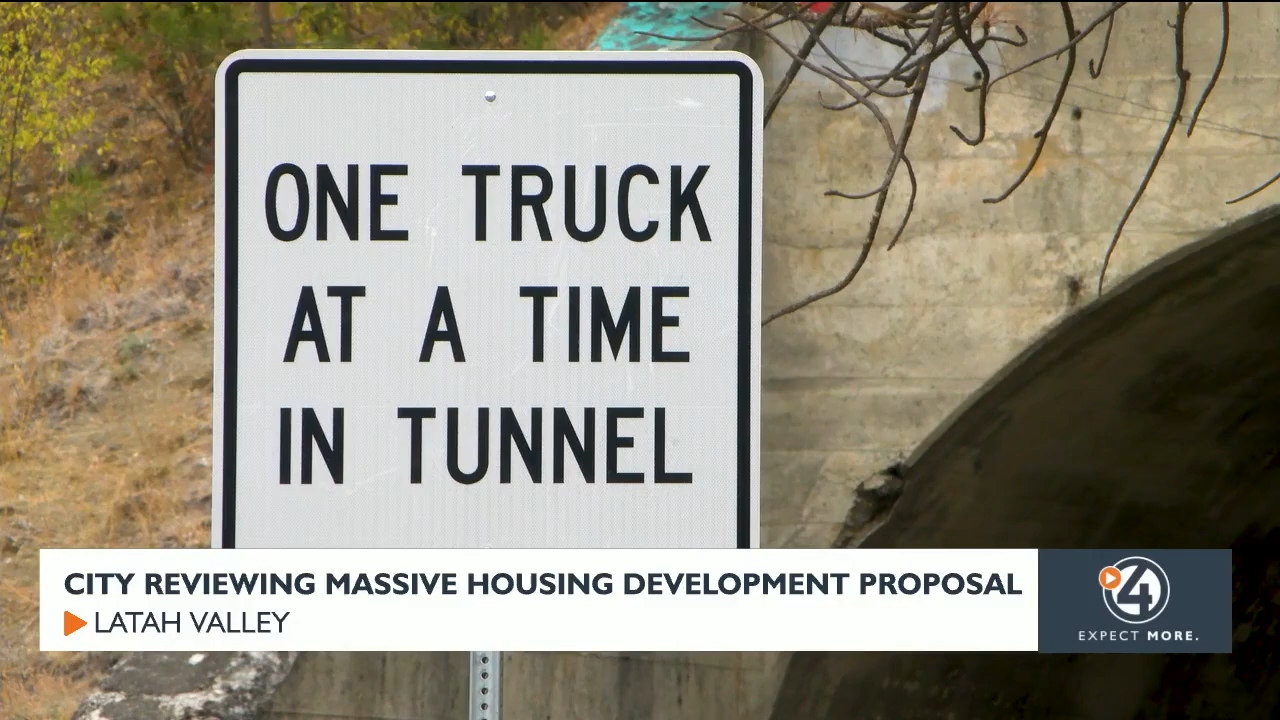 ONE TRUCK
AT A TIME
IN TUNNEL
CITY REVIEWING MASSIVE HOUSING DEVELOPMENT PROPOSAL
LATAH VALLEY
4
EXPECT MORE.